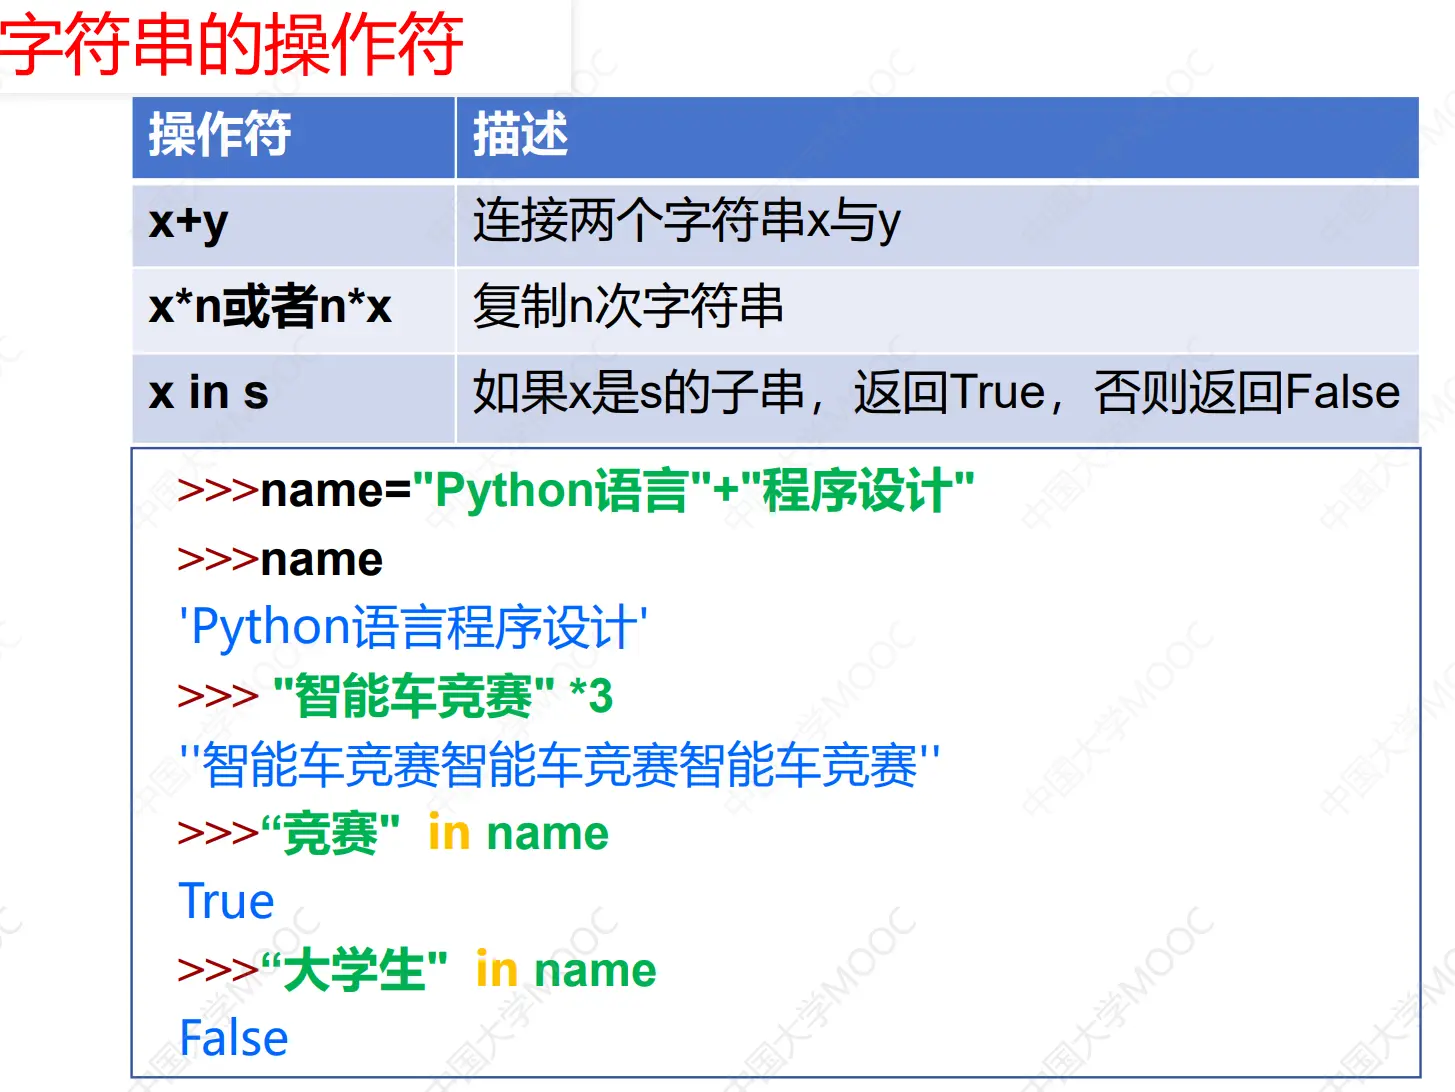 字符串的操作符
操作符 描述
x+y 连接两个字符串x与y
x*n或者n*x 复制n次字符串
x in s 如果x是s的子串，返回True，否则返回False
>>>name="Python语言"+"程序设计"
>>>name
'Python语言程序设计'
>>> "智能车竞赛" *3
''智能车竞赛智能车竞赛智能车竞赛''
>>>“竞赛" in name
True
>>>“大学生" in name
False
中国大学MOOC